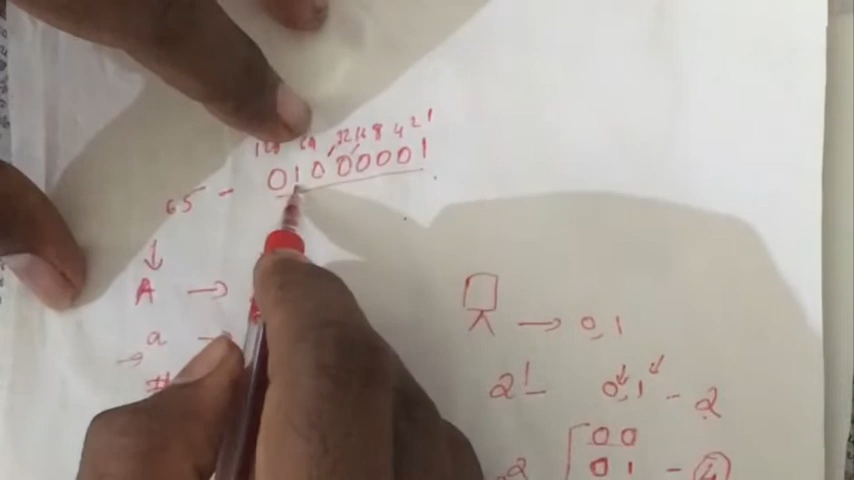 128 64 32 16 8 4 2 1
65 - 01000001
A →
a →
#
→ 0,1
2¹ 0,1 - 2
2 [00
01 - 4